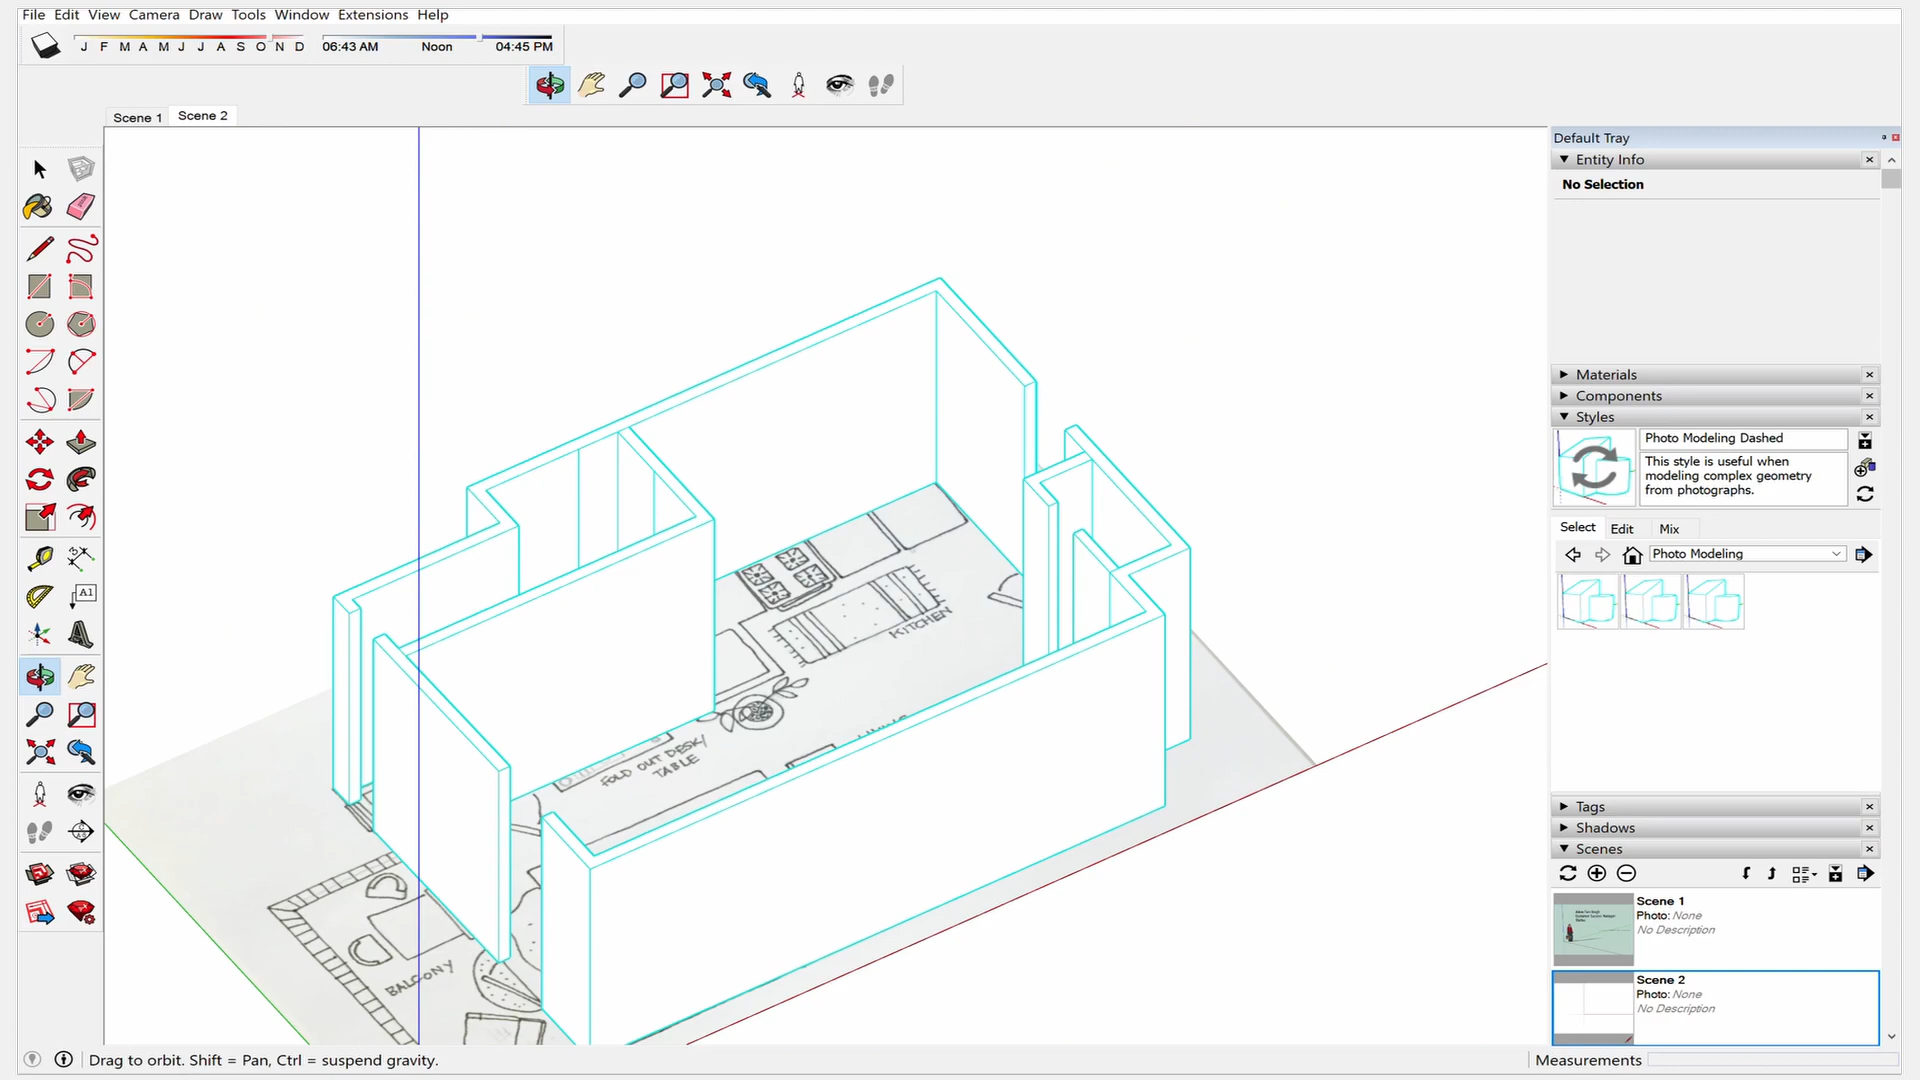 File Edit View Camera Draw Tools Window Extensions Help
J F M A M J J A S O N D
06:43 AM Noon 04:45 PM
Scene 1 Scene 2
Default Tray
Entity Info
No Selection
Materials
Components
Styles
Photo Modeling Dashed
This style is useful when
modeling complex geometry
from photographs.
Select Edit Mix
Photo Modeling
Tags
Shadows
Scenes
Scene 1
Photo: None
No Description
Scene 2
Photo: None
No Description
A1
KITCHEN
FOLD OUT DESK/
TABLE
BALCONY
Drag to orbit. Shift = Pan, Ctrl = suspend gravity.
Measurements